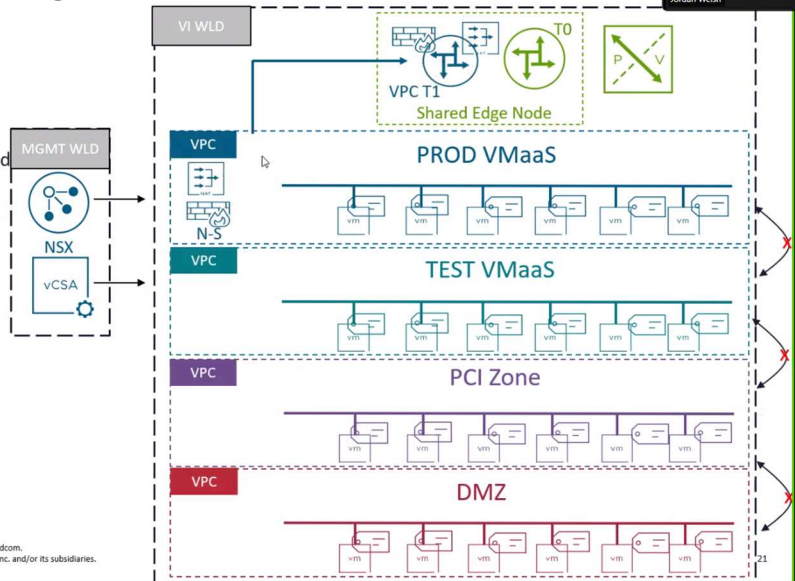 Jordan Welsh
VI WLD
T0
VPC T1
P V
Shared Edge Node
MGMT WLD
d
NSX
vCSA
VPC
PROD VMaaS
NAT
N-S
vm vm vm vm vm vm
VPC
TEST VMaaS
vm vm vm vm vm vm
VPC
PCI Zone
vm vm vm vm vm vm
VPC
DMZ
vm vm vm vm vm vm
X
X
X
dcom.
nc. and/or its subsidiaries.
21